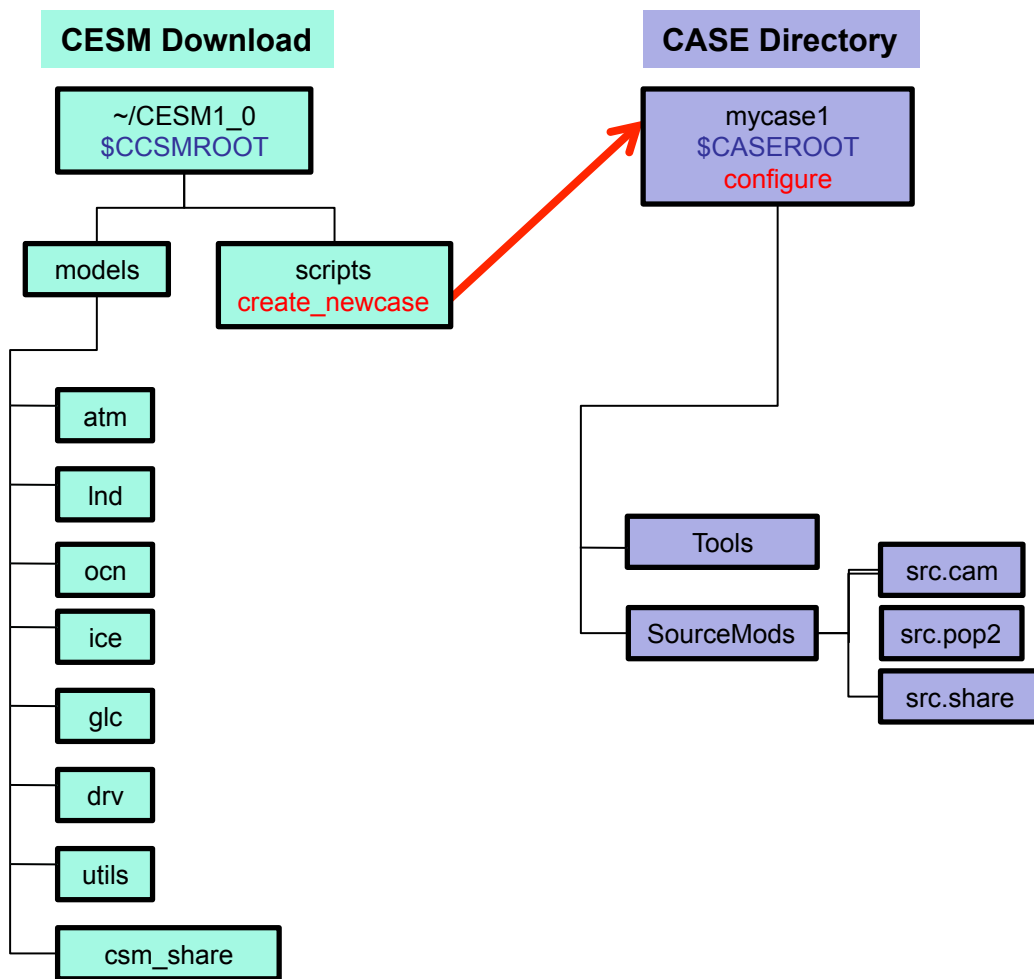 CESM Download
CASE Directory
~/CESM1_0
$CCSMROOT
mycase1
$CASEROOT
configure
models
scripts
create_newcase
atm
lnd
ocn
ice
glc
drv
utils
csm_share
Tools
SourceMods
src.cam
src.pop2
src.share